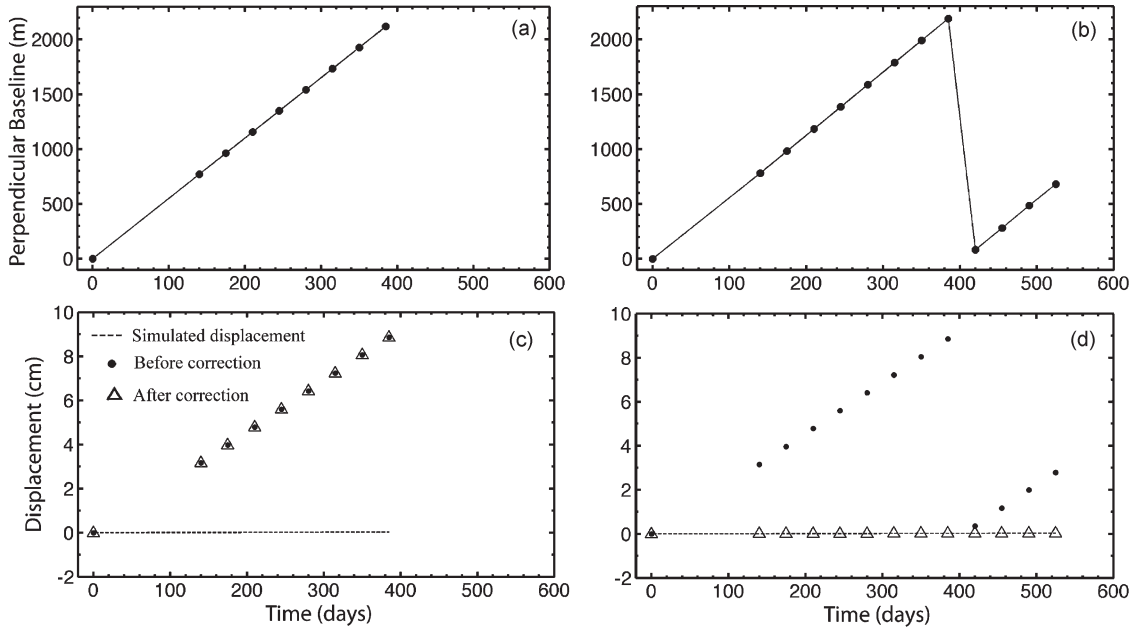 Perpendicular Baseline (m)
2000
1500
1000
500
0
(a)
0 100 200 300 400 500 600
2000
1500
1000
500
0
(b)
0 100 200 300 400 500 600
Displacement (cm)
10
8
6
4
2
0
-2
Simulated displacement
Before correction
After correction
(c)
0 100 200 300 400 500 600
Time (days)
10
8
6
4
2
0
-2
(d)
0 100 200 300 400 500 600
Time (days)